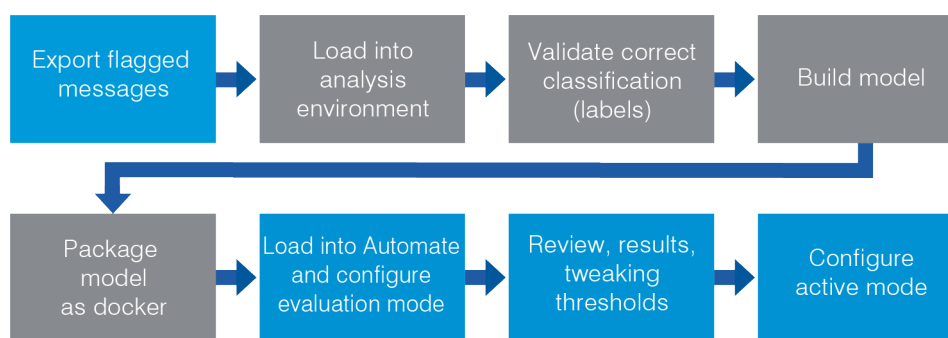 Export flagged
messages
Load into
analysis
environment
Validate correct
classification
(labels)
Build model
Package
model
as docker
Load into Automate
and configure
evaluation mode
Review, results,
tweaking
thresholds
Configure
active mode